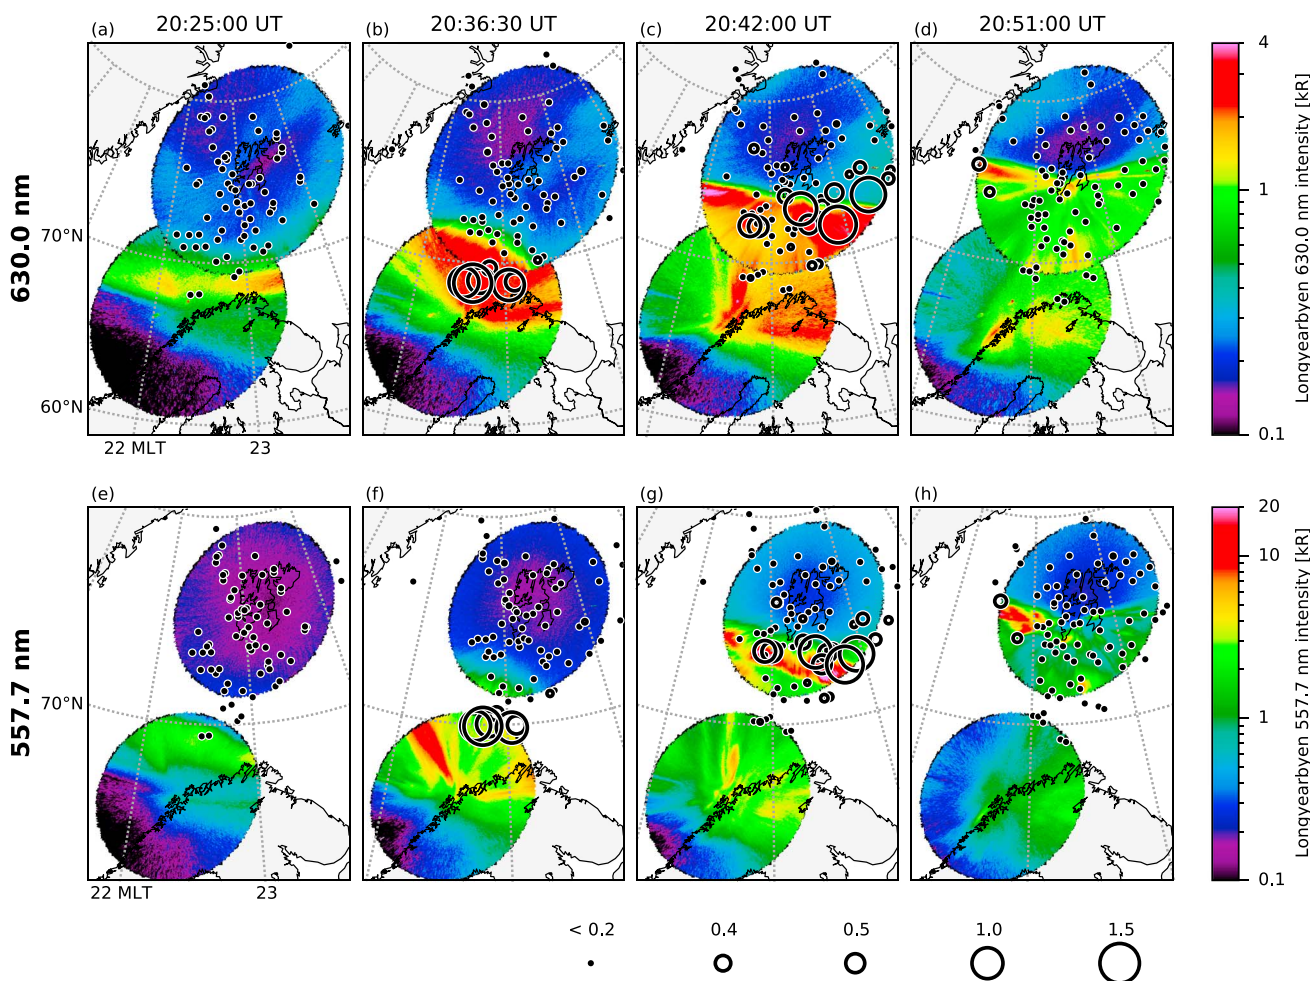 20:25:00 UT
20:36:30 UT
20:42:00 UT
20:51:00 UT
(a)
(b)
(c)
(d)
630.0 nm
70°N
60°N
22 MLT
23
4
1
0.1
Longyearbyen 630.0 nm intensity [kR]
(e)
(f)
(g)
(h)
557.7 nm
70°N
22 MLT
23
20
10
1
0.1
Longyearbyen 557.7 nm intensity [kR]
< 0.2
0.4
0.5
1.0
1.5